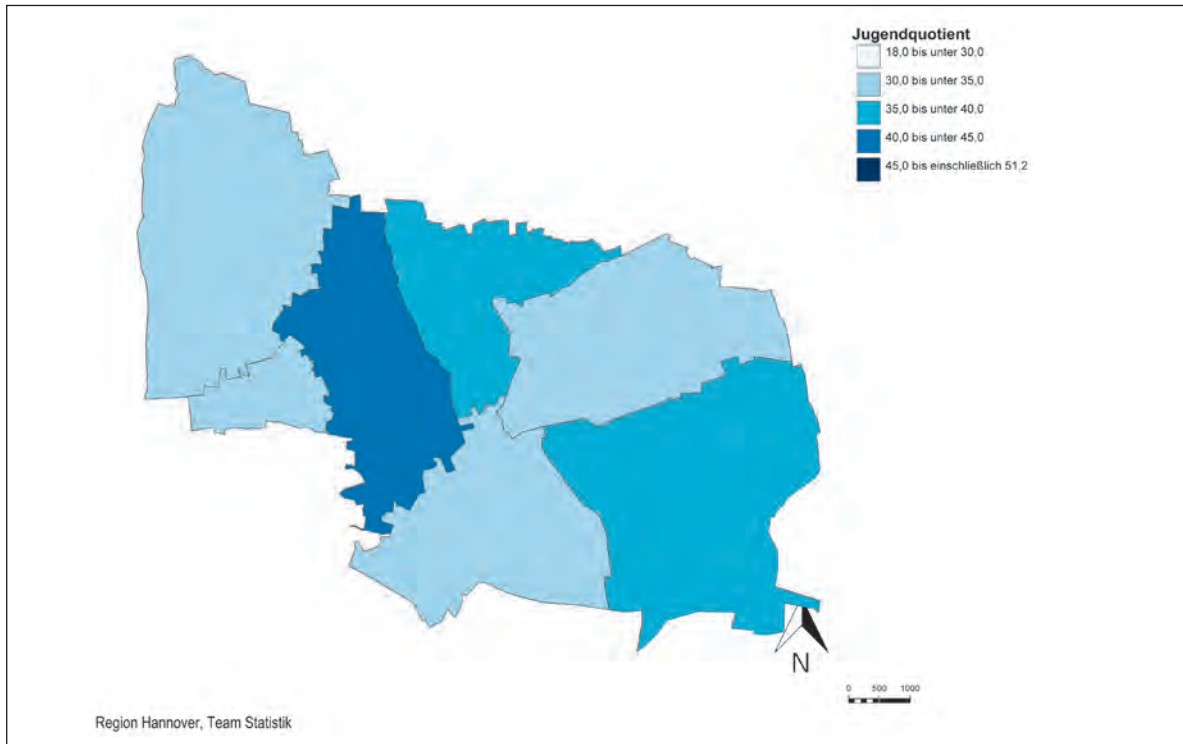 Jugendquotient
18,0 bis unter 30,0
30,0 bis unter 35,0
35,0 bis unter 40,0
40,0 bis unter 45,0
45,0 bis einschließlich 51,2
N
0 500 1000
Region Hannover, Team Statistik